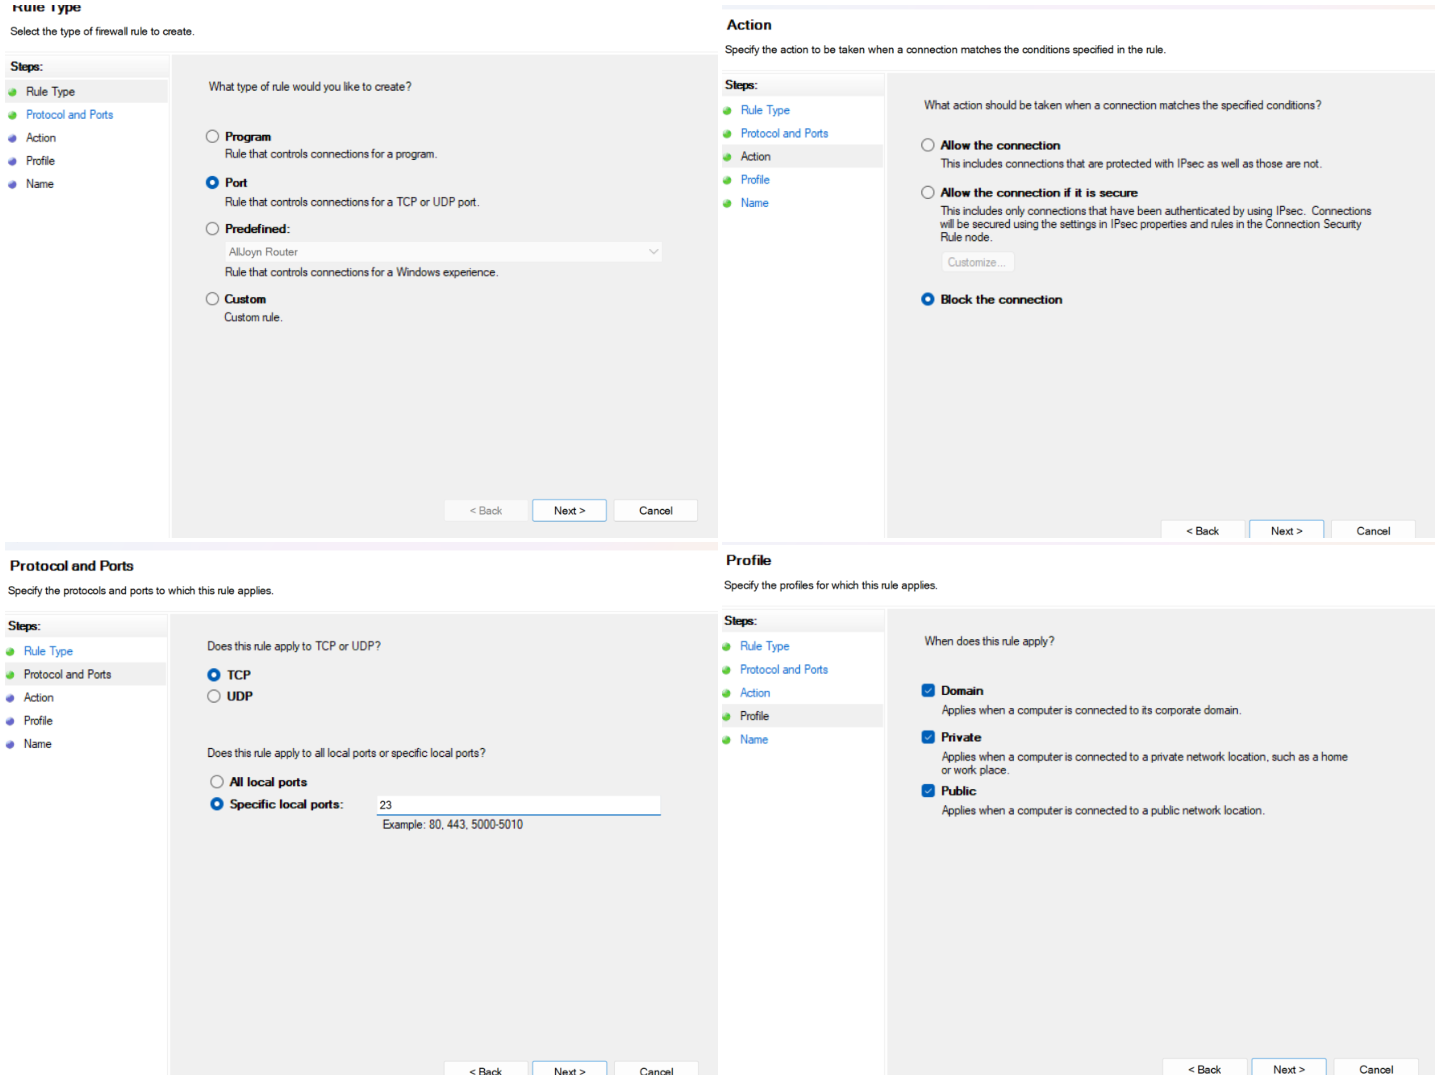 Rule Type
Select the type of firewall rule to create.
Steps:
Rule Type
Protocol and Ports
Action
Profile
Name
What type of rule would you like to create?
Program
Rule that controls connections for a program.
Port
Rule that controls connections for a TCP or UDP port.
Predefined:
AllJoyn Router
Rule that controls connections for a Windows experience.
Custom
Custom rule.
< Back
Next >
Cancel
Action
Specify the action to be taken when a connection matches the conditions specified in the rule.
Steps:
Rule Type
Protocol and Ports
Action
Profile
Name
What action should be taken when a connection matches the specified conditions?
Allow the connection
This includes connections that are protected with IPsec as well as those are not.
Allow the connection if it is secure
This includes only connections that have been authenticated by using IPsec. Connections
will be secured using the settings in IPsec properties and rules in the Connection Security
Rule node.
Customize...
Block the connection
< Back
Next >
Cancel
Protocol and Ports
Specify the protocols and ports to which this rule applies.
Steps:
Rule Type
Protocol and Ports
Action
Profile
Name
Does this rule apply to TCP or UDP?
TCP
UDP
Does this rule apply to all local ports or specific local ports?
All local ports
Specific local ports:
23
Example: 80, 443, 5000-5010
< Back
Next >
Cancel
Profile
Specify the profiles for which this rule applies.
Steps:
Rule Type
Protocol and Ports
Action
Profile
Name
When does this rule apply?
Domain
Applies when a computer is connected to its corporate domain.
Private
Applies when a computer is connected to a private network location, such as a home
or work place.
Public
Applies when a computer is connected to a public network location.
< Back
Next >
Cancel